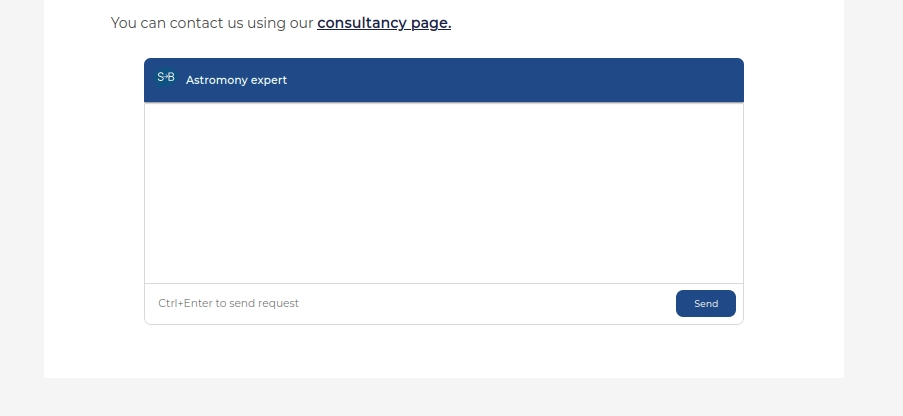 You can contact us using our consultancy page.
S+B Astromony expert
Ctrl+Enter to send request
Send